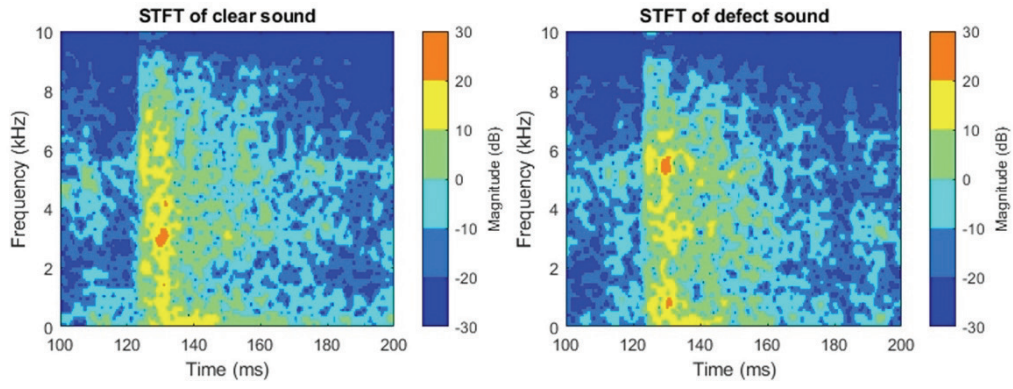 STFT of clear sound
10
8
6
4
2
0
100 120 140 160 180 200
Frequency (kHz)
Time (ms)
30
20
10
0
-10
-20
-30
Magnitude (dB)
STFT of defect sound
10
8
6
4
2
0
100 120 140 160 180 200
Frequency (kHz)
Time (ms)
30
20
10
0
-10
-20
-30
Magnitude (dB)